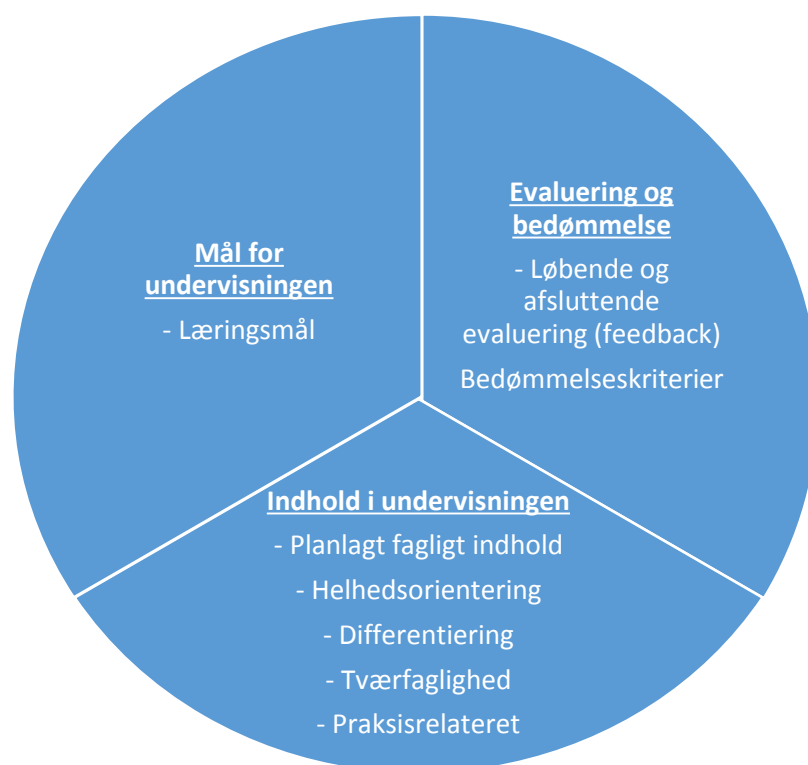 Mål for
undervisningen
- Læringsmål
Evaluering og
bedømmelse
- Løbende og
afsluttende
evaluering (feedback)
Bedømmelseskriterier
Indhold i undervisningen
- Planlagt fagligt indhold
- Helhedsorientering
- Differentiering
- Tværfaglighed
- Praksisrelateret